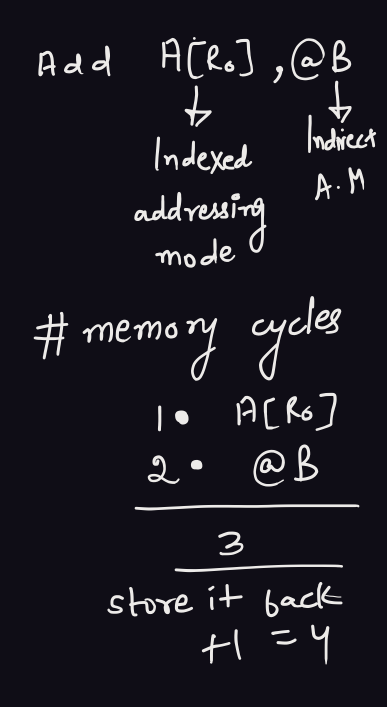 Add A[R₀], @B
Indexed addressing mode
Indirect A.M
# memory cycles
1• A[R₀]
2• @B
3
store it back
+1 = 4